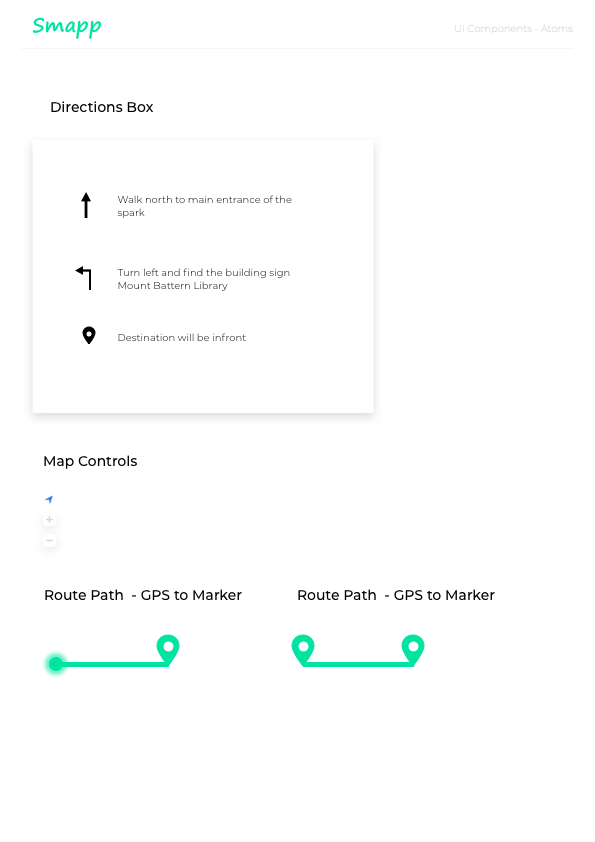 Smapp
UI Components - Atoms
Directions Box
Walk north to main entrance of the
spark
Turn left and find the building sign
Mount Battern Library
Destination will be infront
Map Controls
Route Path - GPS to Marker
Route Path - GPS to Marker